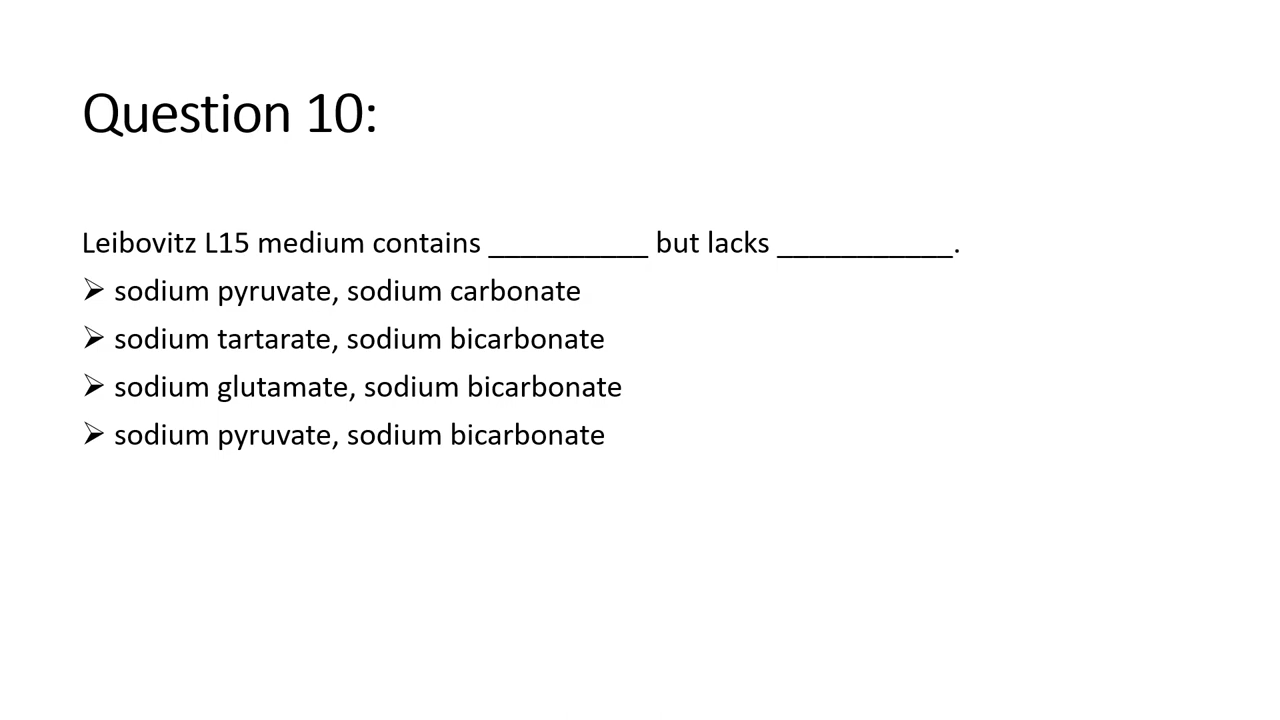 Question 10:
Leibovitz L15 medium contains __________ but lacks ___________.
➢ sodium pyruvate, sodium carbonate
➢ sodium tartarate, sodium bicarbonate
➢ sodium glutamate, sodium bicarbonate
➢ sodium pyruvate, sodium bicarbonate